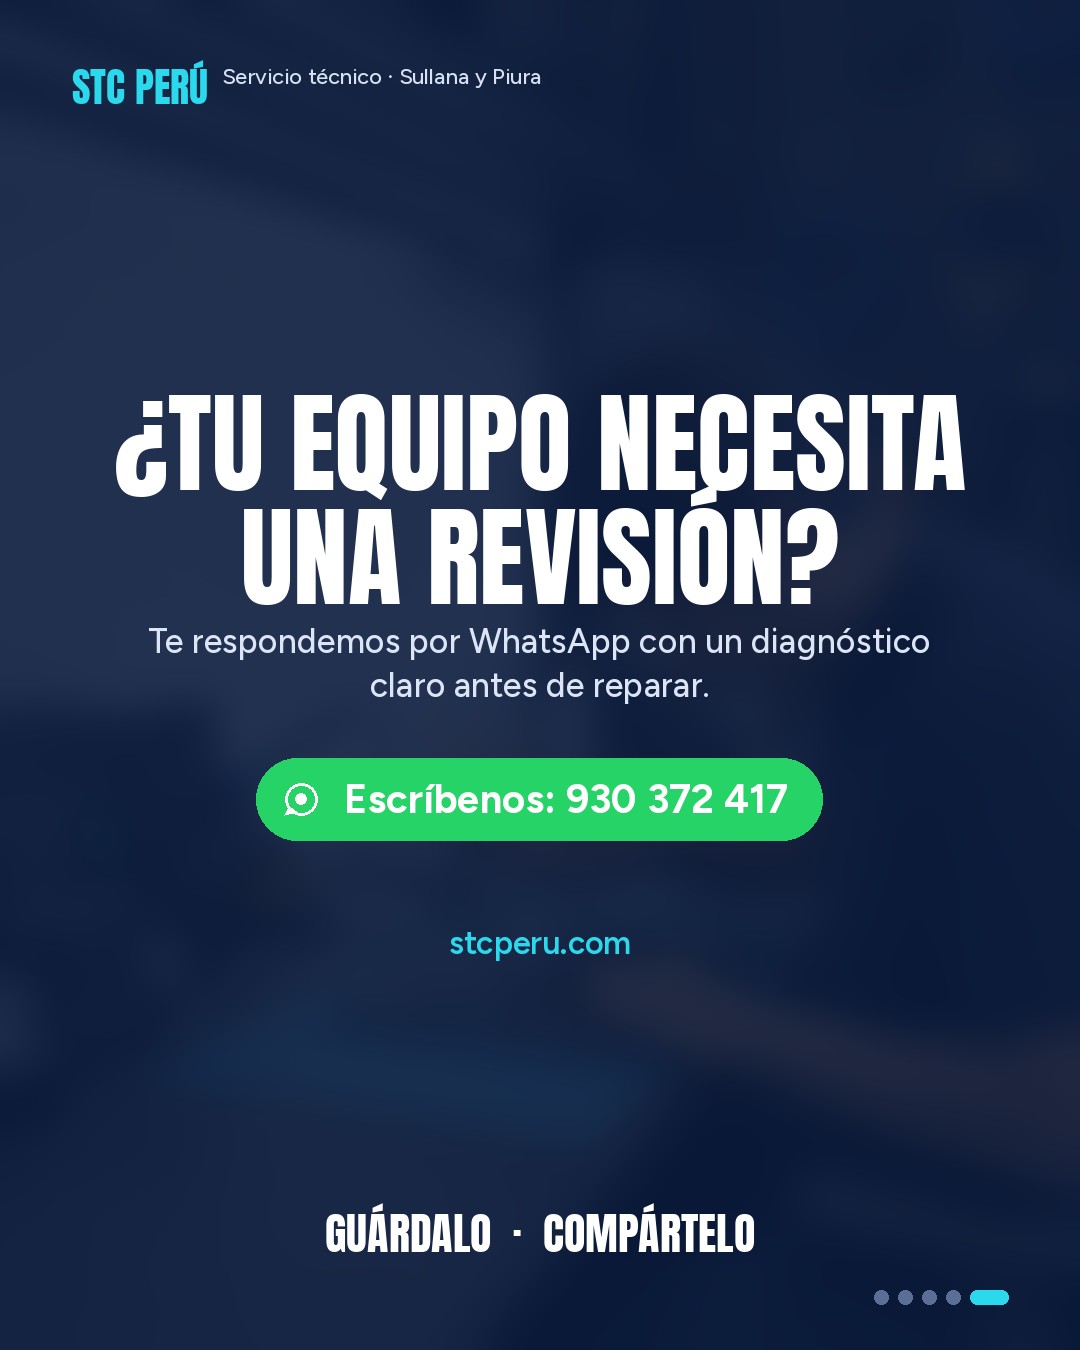 STC PERÚ Servicio técnico · Sullana y Piura
¿TU EQUIPO NECESITA
UNA REVISIÓN?
Te respondemos por WhatsApp con un diagnóstico
claro antes de reparar.
Escríbenos: 930 372 417
stcperu.com
GUÁRDALO · COMPÁRTELO